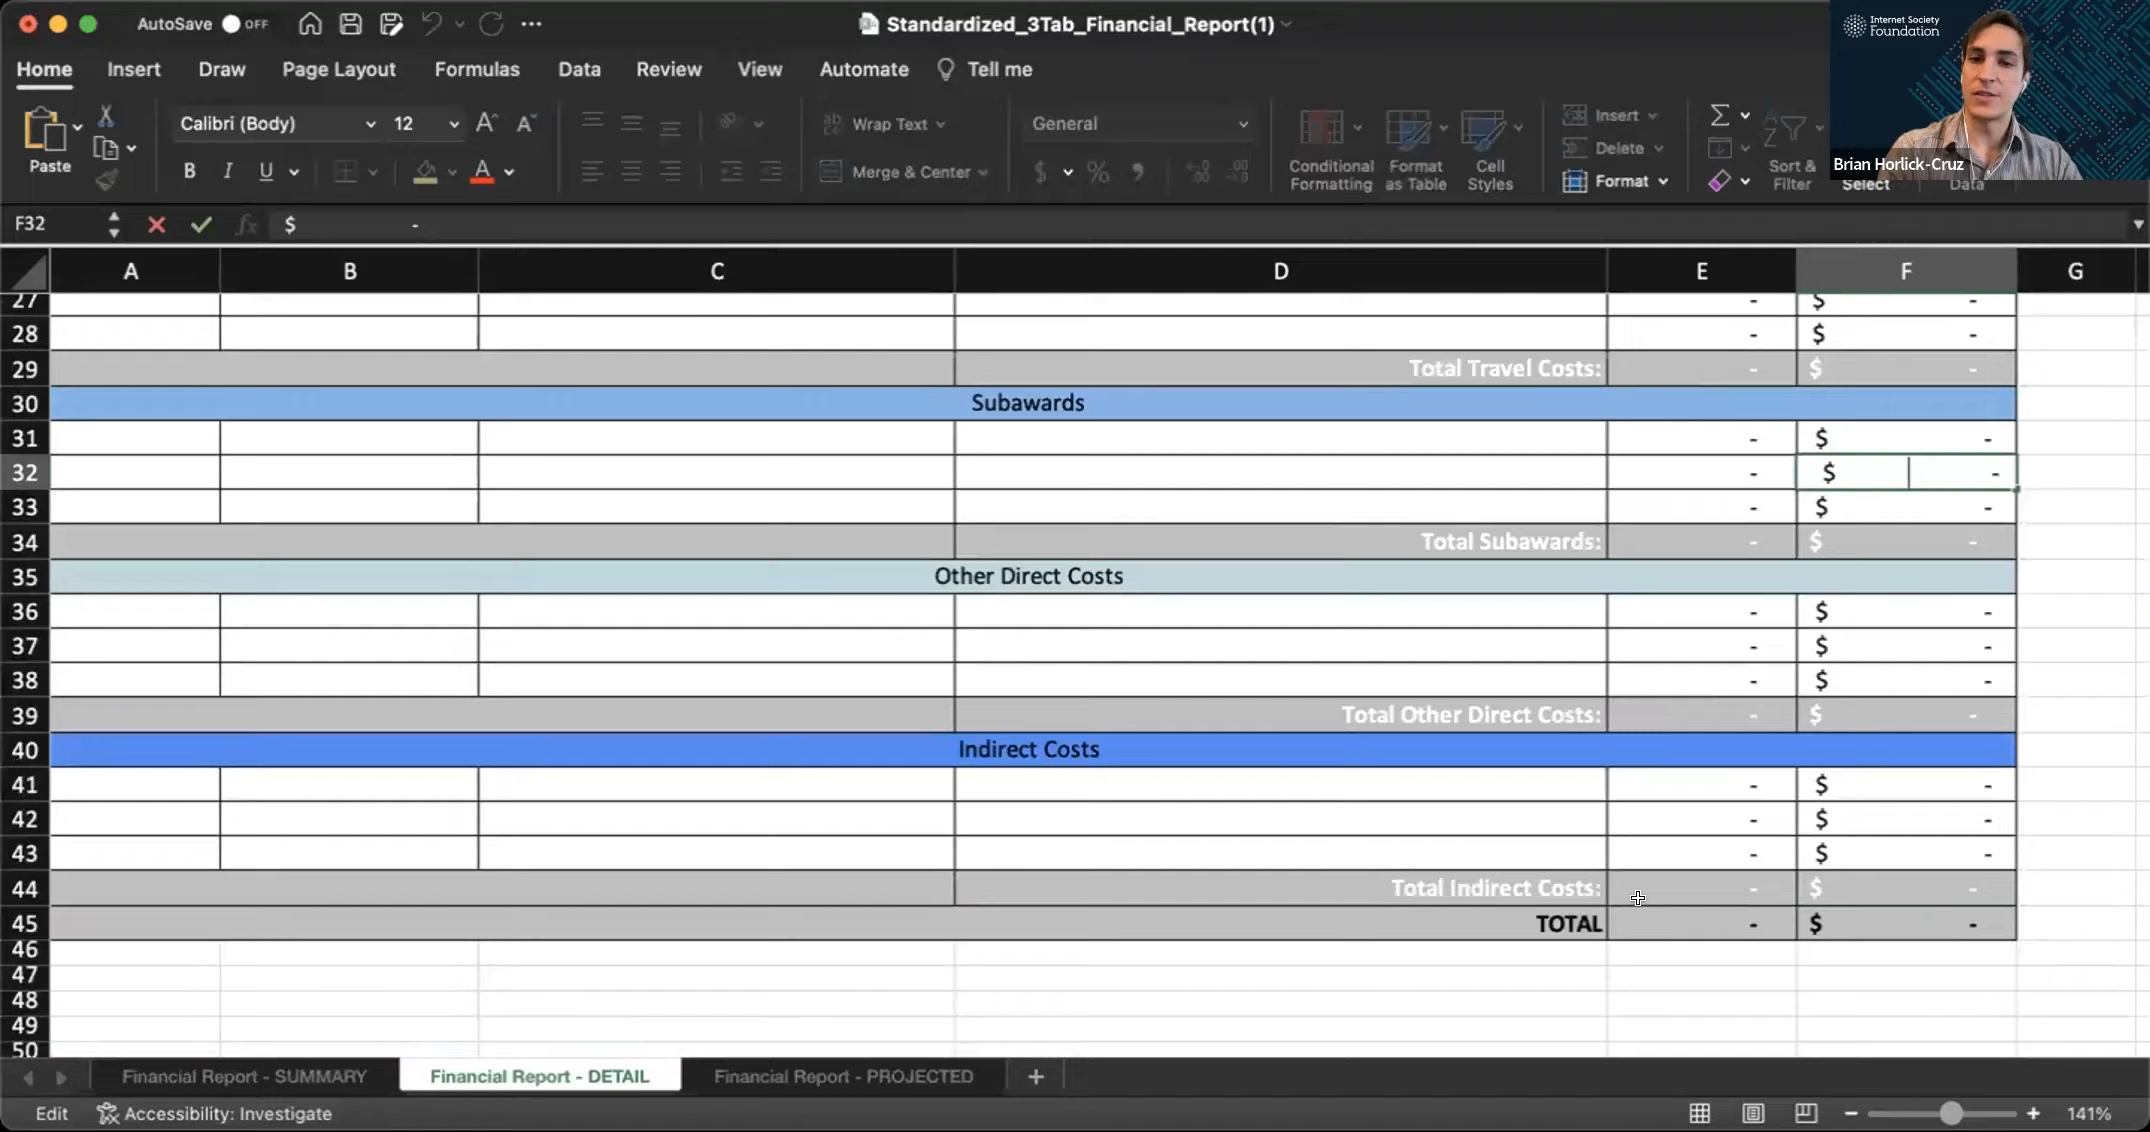 AutoSave OFF
Standardized_3Tab_Financial_Report(1)
Internet Society
Foundation
Home Insert Draw Page Layout Formulas Data Review View Automate Tell me
Paste
Calibri (Body) 12 A A
B I U A
Wrap Text
Merge & Center
General
$ % 9
Conditional
Formatting
Format
as Table
Cell
Styles
Insert
Delete
Format
Sort &
Filter
Select
Data
Brian Horlick-Cruz
F32 fx $ -
A B C D E F G
27 - $ -
28 - $ -
29 Total Travel Costs: - $ -
30 Subawards
31 - $ -
32 - $ -
33 - $ -
34 Total Subawards: - $ -
35 Other Direct Costs
36 - $ -
37 - $ -
38 - $ -
39 Total Other Direct Costs: - $ -
40 Indirect Costs
41 - $ -
42 - $ -
43 - $ -
44 Total Indirect Costs: - $ -
45 TOTAL - $ -
46
47
48
49
50
Financial Report - SUMMARY Financial Report - DETAIL Financial Report - PROJECTED +
Edit Accessibility: Investigate 141%